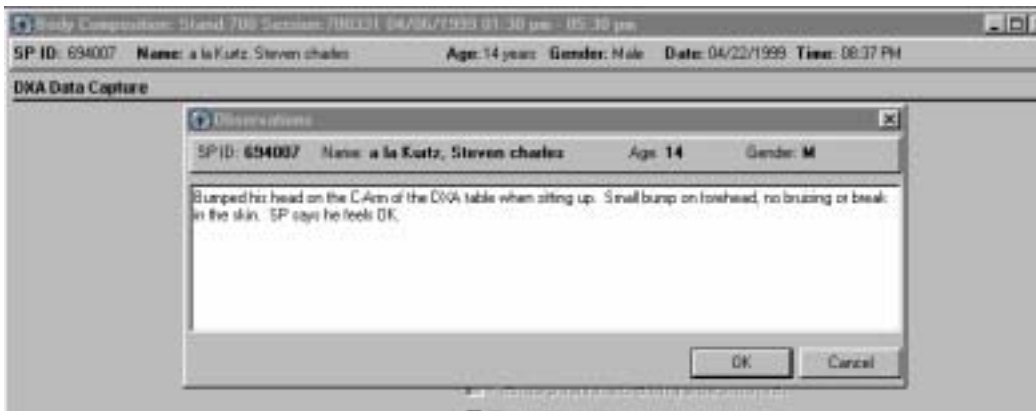 Body Composition: Stand 700 Session 700331 04/06/1999 01:30 pm - 05:30 pm
SP ID: 694007 Name: a la Kuatz, Steven charles Age: 14 years Gender: Male Date: 04/22/1999 Time: 08:37 PM
DXA Data Capture
Observations
SP ID: 694007 Name: a la Kuatz, Steven charles Age: 14 Gender: M
Bumped his head on the C-Arm of the DXA table when sitting up. Small bump on forehead, no bruising or break
in the skin. SP says he feels OK.
OK Cancel